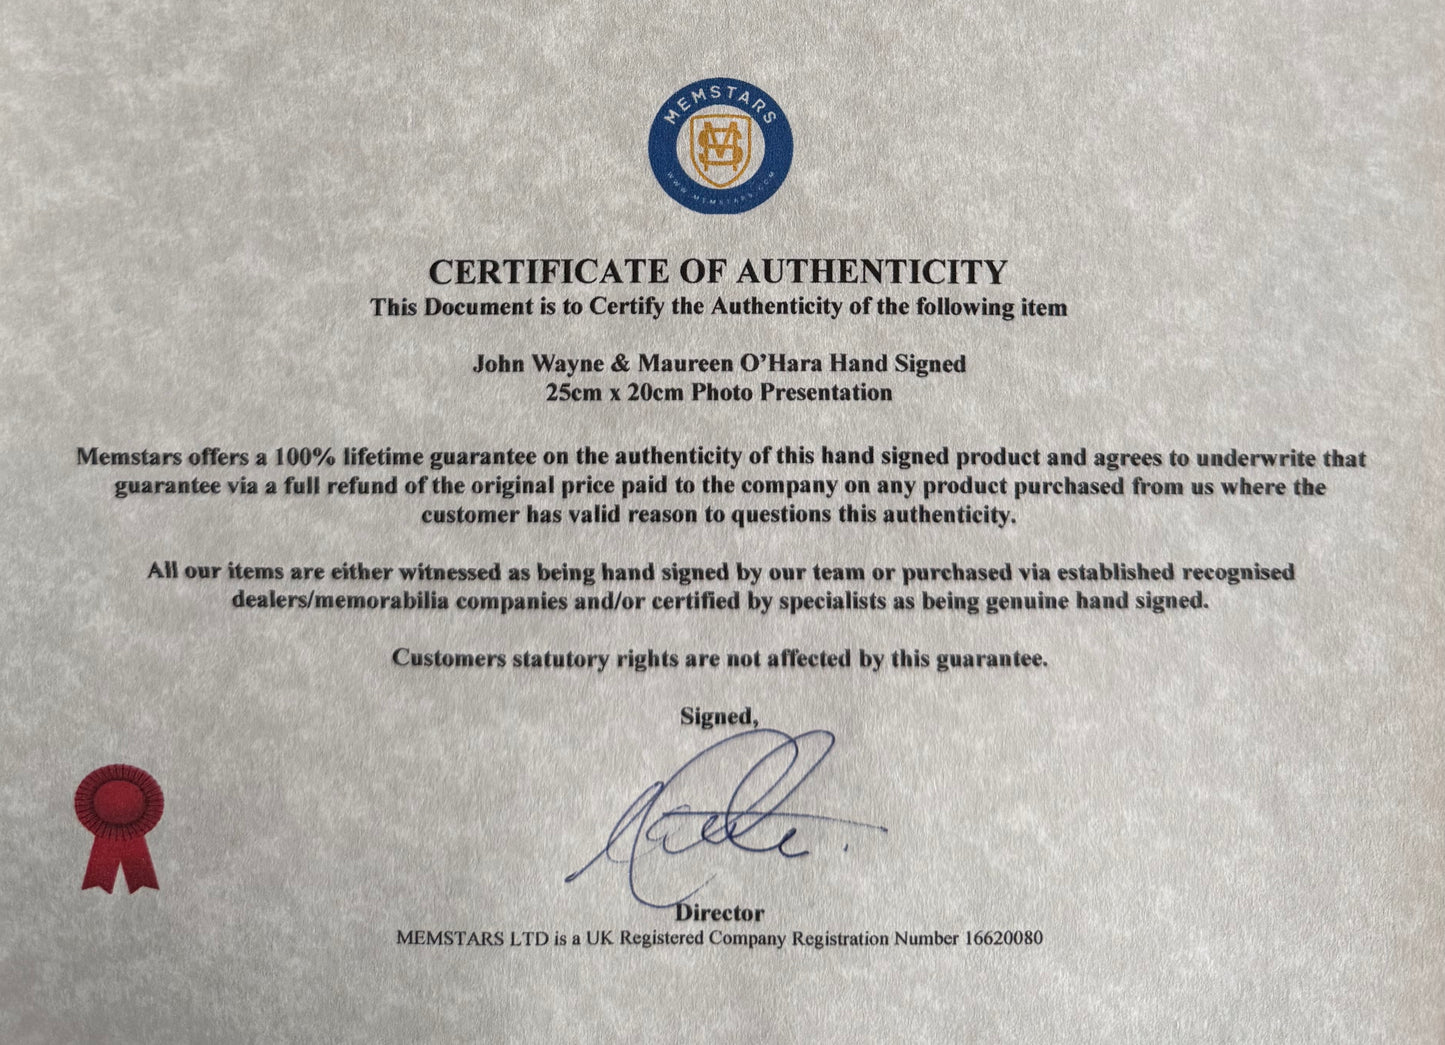 MEMSTARS
MS
WWW.MEMSTARS.COM
CERTIFICATE OF AUTHENTICITY
This Document is to Certify the Authenticity of the following item
John Wayne & Maureen O'Hara Hand Signed
25cm x 20cm Photo Presentation
Memstars offers a 100% lifetime guarantee on the authenticity of this hand signed product and agrees to underwrite that
guarantee via a full refund of the original price paid to the company on any product purchased from us where the
customer has valid reason to questions this authenticity.
All our items are either witnessed as being hand signed by our team or purchased via established recognised
dealers/memorabilia companies and/or certified by specialists as being genuine hand signed.
Customers statutory rights are not affected by this guarantee.
Signed,
Director
MEMSTARS LTD is a UK Registered Company Registration Number 16620080